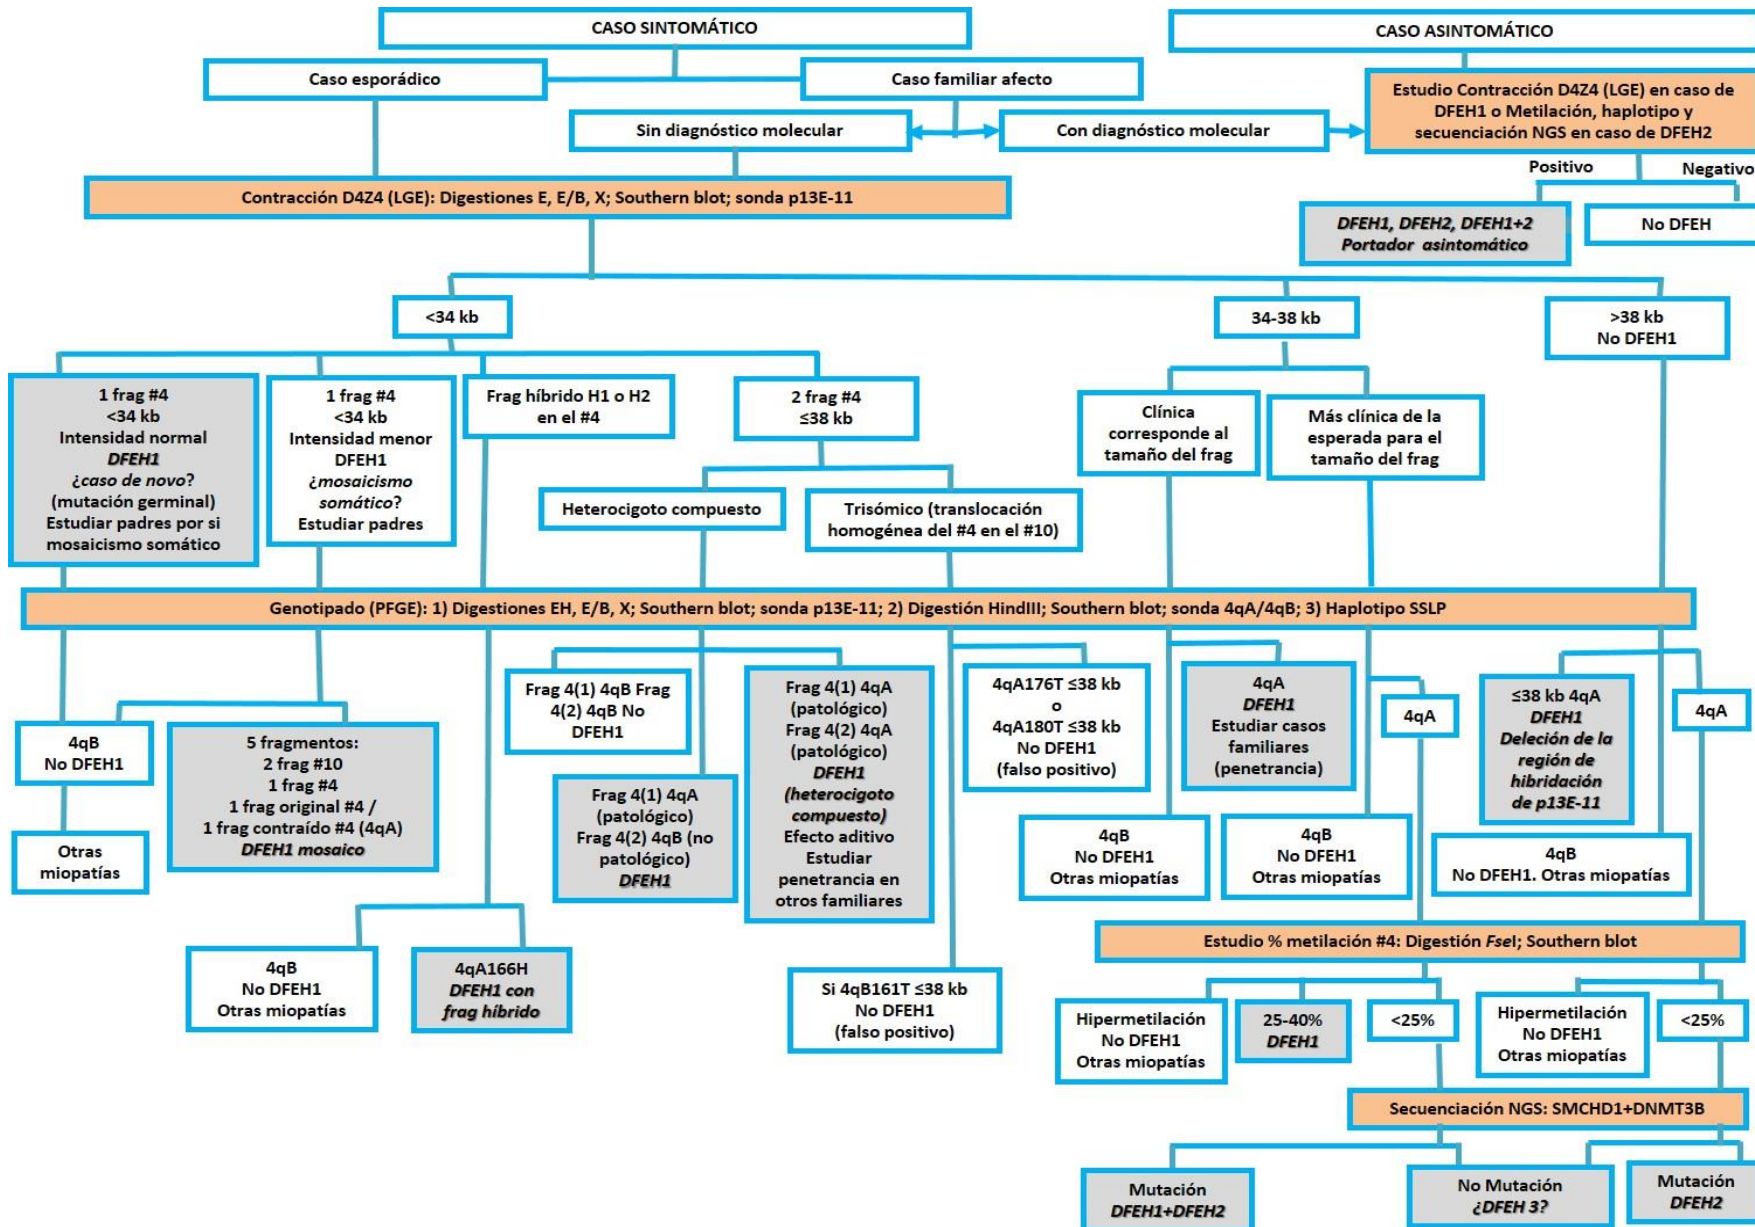 CASO SINTOMÁTICO
CASO ASINTOMÁTICO
Caso esporádico
Caso familiar afecto
Estudio Contracción D4Z4 (LGE) en caso de
DFEH1 o Metilación, haplotipo y
secuenciación NGS en caso de DFEH2
Sin diagnóstico molecular
Con diagnóstico molecular
Positivo
Negativo
Contracción D4Z4 (LGE): Digestiones E, E/B, X; Southern blot; sonda p13E-11
DFEH1, DFEH2, DFEH1+2
Portador asintomático
No DFEH
<34 kb
34-38 kb
>38 kb
No DFEH1
1 frag #4
<34 kb
Intensidad normal
DFEH1
¿caso de novo?
(mutación germinal)
Estudiar padres por si
mosaicismo somático
1 frag #4
<34 kb
Intensidad menor
DFEH1
¿mosaicismo
somático?
Estudiar padres
Frag híbrido H1 o H2
en el #4
2 frag #4
≤38 kb
Clínica
corresponde al
tamaño del frag
Más clínica de la
esperada para el
tamaño del frag
Heterocigoto compuesto
Trisómico (translocación
homogénea del #4 en el #10)
Genotipado (PFGE): 1) Digestiones EH, E/B, X; Southern blot; sonda p13E-11; 2) Digestión HindIII; Southern blot; sonda 4qA/4qB; 3) Haplotipo SSLP
4qB
No DFEH1
Otras
miopatías
5 fragmentos:
2 frag #10
1 frag #4
1 frag original #4 /
1 frag contraído #4 (4qA)
DFEH1 mosaico
4qB
No DFEH1
Otras miopatías
4qA166H
DFEH1 con
frag híbrido
Frag 4(1) 4qB Frag
4(2) 4qB No
DFEH1
Frag 4(1) 4qA
(patológico)
Frag 4(2) 4qB (no
patológico)
DFEH1
Frag 4(1) 4qA
(patológico)
Frag 4(2) 4qA
(patológico)
DFEH1
(heterocigoto
compuesto)
Efecto aditivo
Estudiar
penetrancia en
otros familiares
4qA176T ≤38 kb
o
4qA180T ≤38 kb
No DFEH1
(falso positivo)
Si 4qB161T ≤38 kb
No DFEH1
(falso positivo)
4qA
DFEH1
Estudiar casos
familiares
(penetrancia)
4qB
No DFEH1
Otras miopatías
4qA
4qB
No DFEH1
Otras miopatías
≤38 kb 4qA
DFEH1
Deleción de la
región de
hibridación
de p13E-11
4qA
4qB
No DFEH1. Otras miopatías
Estudio % metilación #4: Digestión FseI; Southern blot
Hipermetilación
No DFEH1
Otras miopatías
25-40%
DFEH1
<25%
Hipermetilación
No DFEH1
Otras miopatías
<25%
Secuenciación NGS: SMCHD1+DNMT3B
Mutación
DFEH1+DFEH2
No Mutación
¿DFEH 3?
Mutación
DFEH2